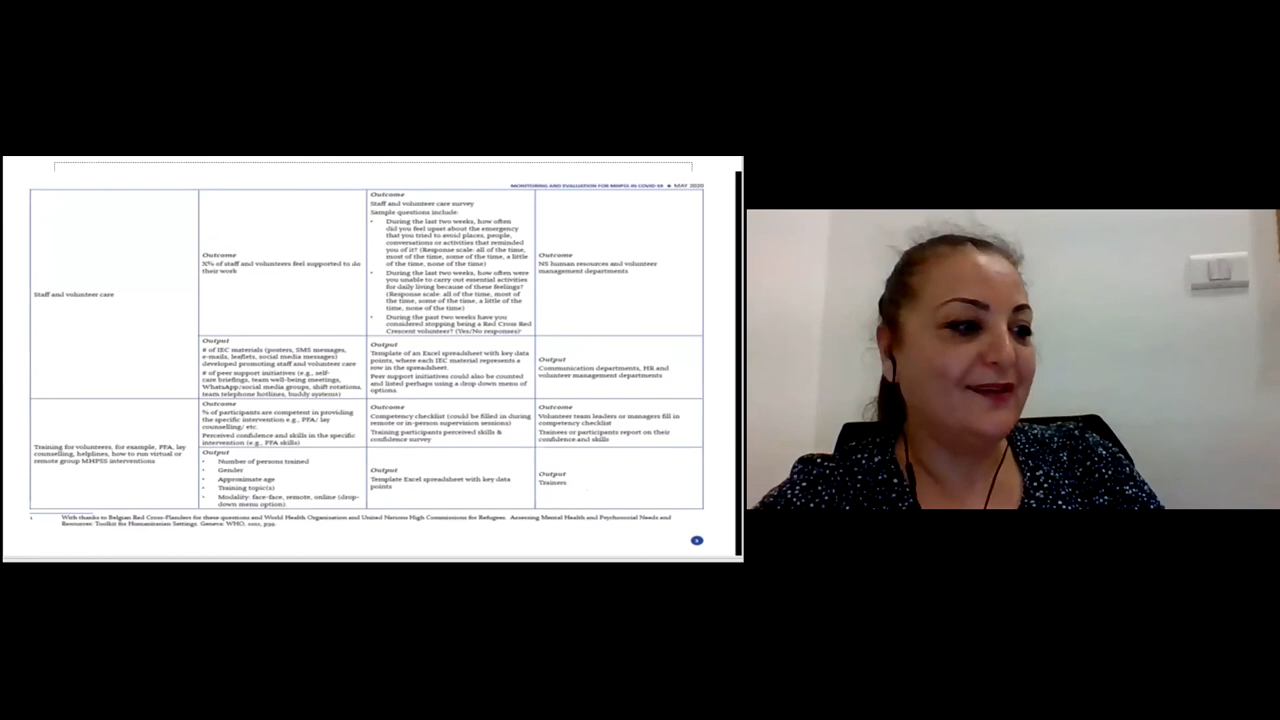 MONITORING AND EVALUATION FOR MHPSS IN COVID-19 ● MAY 2020
Staff and volunteer care
Outcome
X% of staff and volunteers feel supported to do
their work
Outcome
Staff and volunteer care survey
Sample questions include:
• During the last two weeks, how often
did you feel upset about the emergency
that you tried to avoid places, people,
conversations or activities that reminded
you of it? (Response scale: all of the time,
most of the time, some of the time, a little
of the time, none of the time)
• During the last two weeks, how often were
you unable to carry out essential activities
for daily living because of these feelings?
(Response scale: all of the time, most of
the time, some of the time, a little of the
time, none of the time)
• During the past two weeks have you
considered stopping being a Red Cross Red
Crescent volunteer? (Yes/No responses)¹
Outcome
NS human resources and volunteer
management departments
Output
# of IEC materials (posters, SMS messages,
e-mails, leaflets, social media messages)
developed promoting staff and volunteer care
# of peer support initiatives (e.g., self-
care briefings, team well-being meetings,
WhatsApp/social media groups, shift rotations,
team telephone hotlines, buddy systems)
Output
Template of an Excel spreadsheet with key data
points, where each IEC material represents a
row in the spreadsheet.
Peer support initiatives could also be counted
and listed perhaps using a drop down menu of
options.
Output
Communication departments, HR and
volunteer management departments
Training for volunteers, for example, PFA, lay
counselling, helplines, how to run virtual or
remote group MHPSS interventions
Outcome
% of participants are competent in providing
the specific intervention e.g., PFA/ lay
counselling/ etc.
Perceived confidence and skills in the specific
intervention (e.g., PFA skills)
Outcome
Competency checklist (could be filled in during
remote or in-person supervision sessions)
Training participants perceived skills &
confidence survey
Outcome
Volunteer team leaders or managers fill in
competency checklist
Trainees or participants report on their
confidence and skills
Output
• Number of persons trained
• Gender
• Approximate age
• Training topic(s)
• Modality: face-face, remote, online (drop-
down menu option).
Output
Template Excel spreadsheet with key data
points
Output
Trainers
1 With thanks to Belgian Red Cross-Flanders for these questions and World Health Organisation and United Nations High Commissions for Refugees. Assessing Mental Health and Psychosocial Needs and
Resources: Toolkit for Humanitarian Settings. Geneva: WHO,